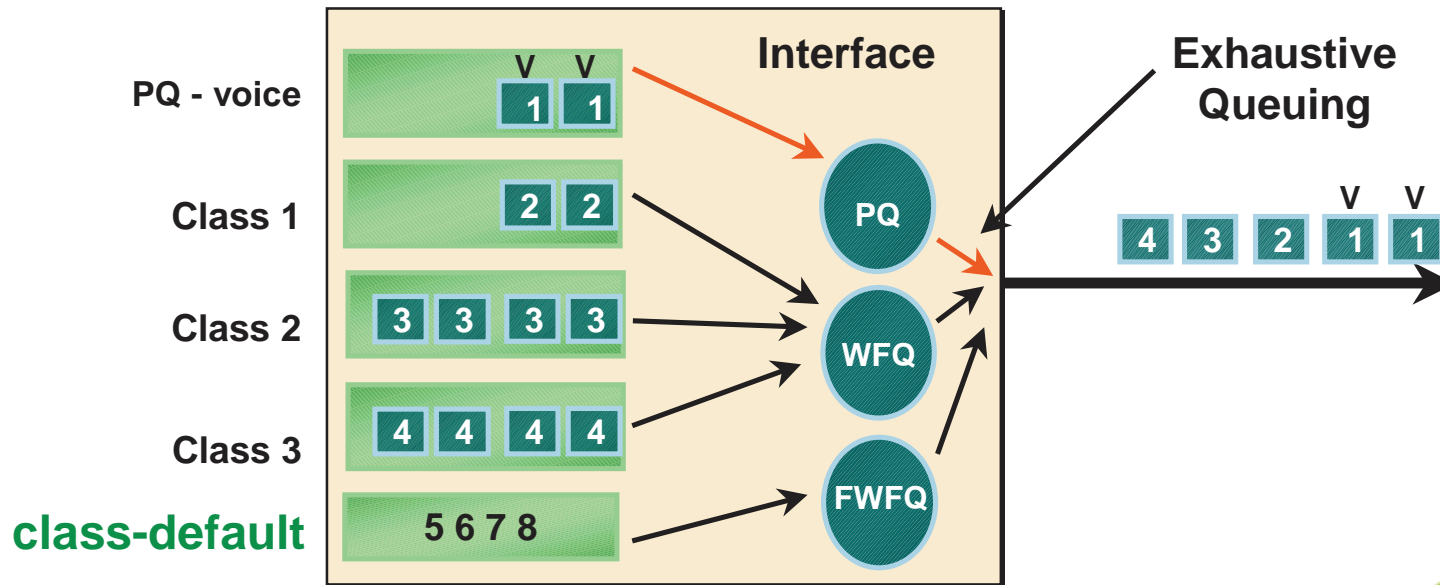 Interface
Exhaustive
Queuing
PQ - voice
V V
1 1
PQ
Class 1
2 2
V V
4 3 2 1 1
Class 2
3 3 3 3
WFQ
Class 3
4 4 4 4
FWFQ
class-default
5 6 7 8